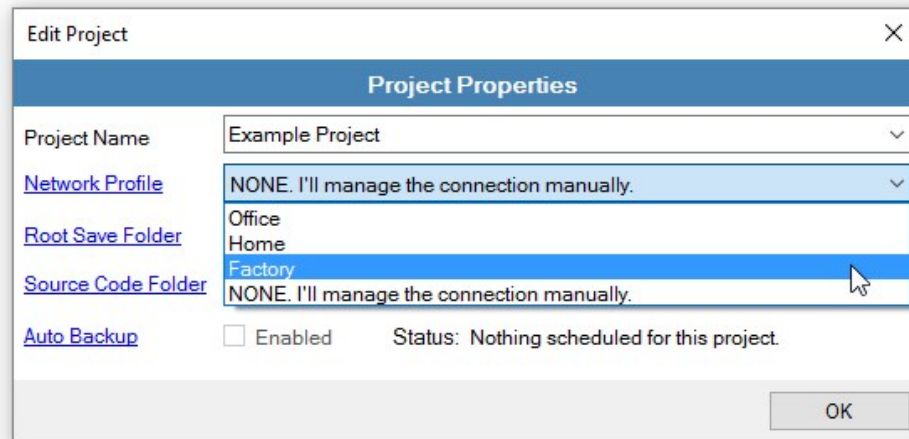 Edit Project
Project Properties
Project Name
Example Project
Network Profile
NONE. I'll manage the connection manually.
Office
Root Save Folder
Home
Factory
Source Code Folder
NONE. I'll manage the connection manually.
Auto Backup
Enabled
Status: Nothing scheduled for this project.
OK